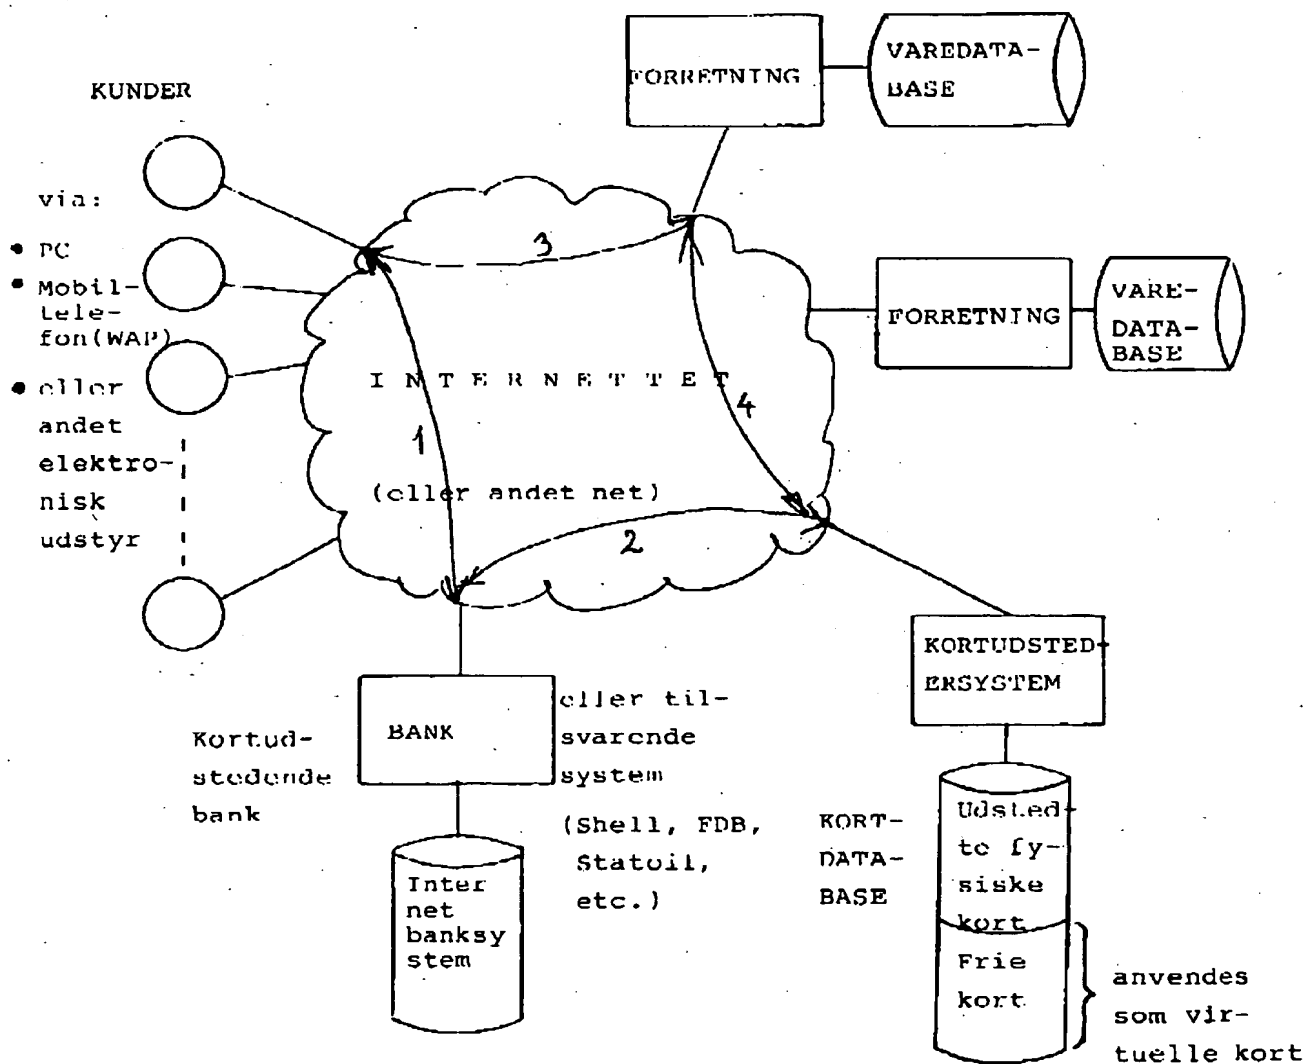 KUNDER
via:
• PC
• Mobil-
tele-
fon(WAP)
• eller
andet
elektro-
nisk
udstyr
FORRETNING
VAREDATA-
BASE
FORRETNING
VARE-
DATA-
BASE
3
INTERNETTET
4
1
(eller andet net)
2
Kortud-
stedende
bank
BANK
eller til-
svarende
system
(Shell, FDB,
Statoil,
etc.)
Inter
net
banksy
stem
KORTUDSTED-
ERSYSTEM
KORT-
DATA-
BASE
Udsted-
te fy-
siske
kort
Frie
kort
anvendes
som vir-
tuelle kort